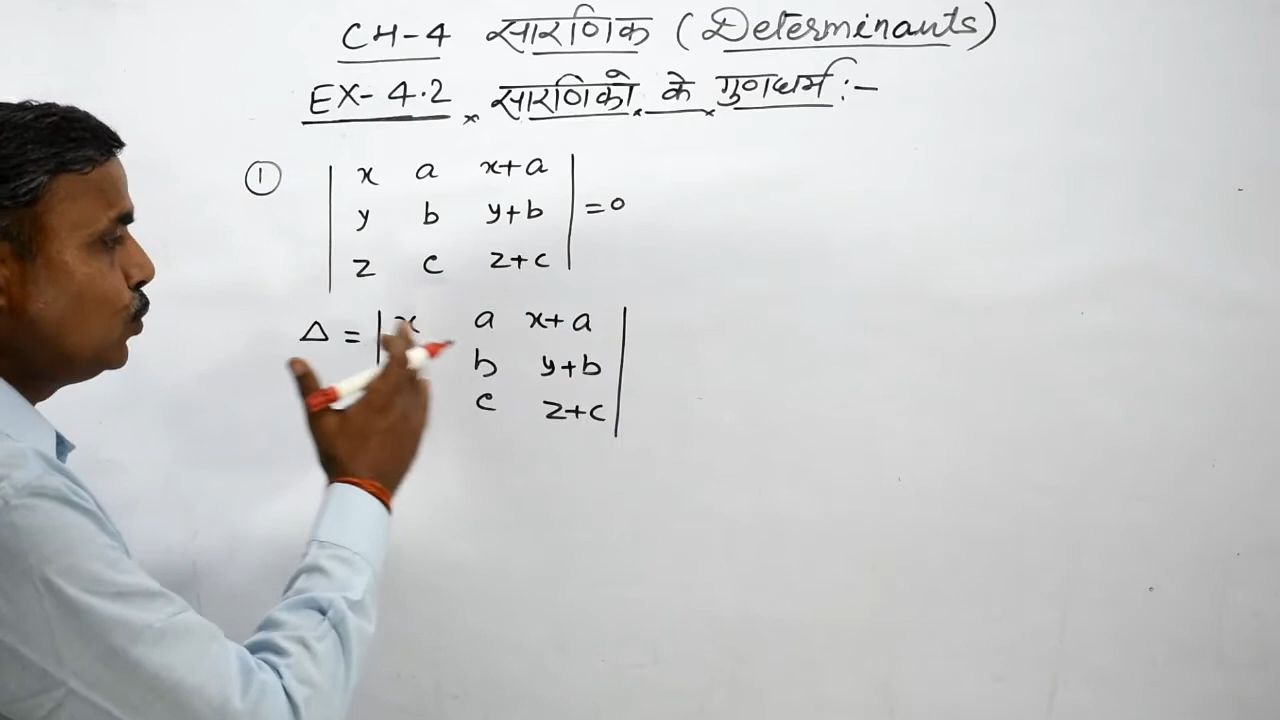 CH-4 सारणिक (Determinants)
EX-4.2 सारणिको के गुणधर्म :-
① | x a x+a |
| y b y+b | = 0
| z c z+c |
Δ = | x a x+a |
| b y+b |
| c z+c |